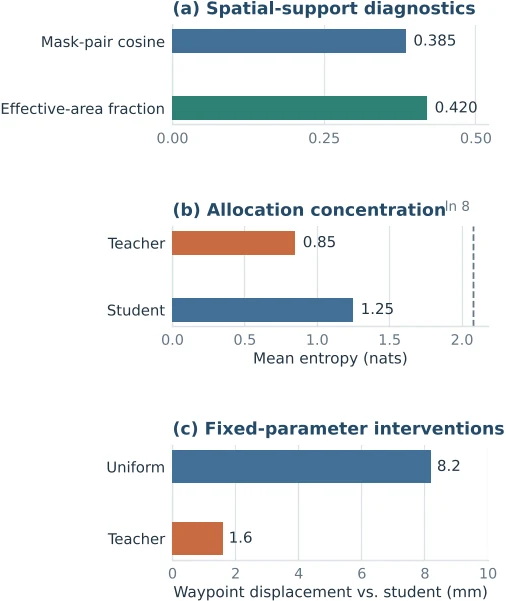 (a) Spatial-support diagnostics
Mask-pair cosine 0.385
Effective-area fraction 0.420
0.00 0.25 0.50
(b) Allocation concentration ln 8
Teacher 0.85
Student 1.25
0.0 0.5 1.0 1.5 2.0
Mean entropy (nats)
(c) Fixed-parameter interventions
Uniform 8.2
Teacher 1.6
0 2 4 6 8 10
Waypoint displacement vs. student (mm)